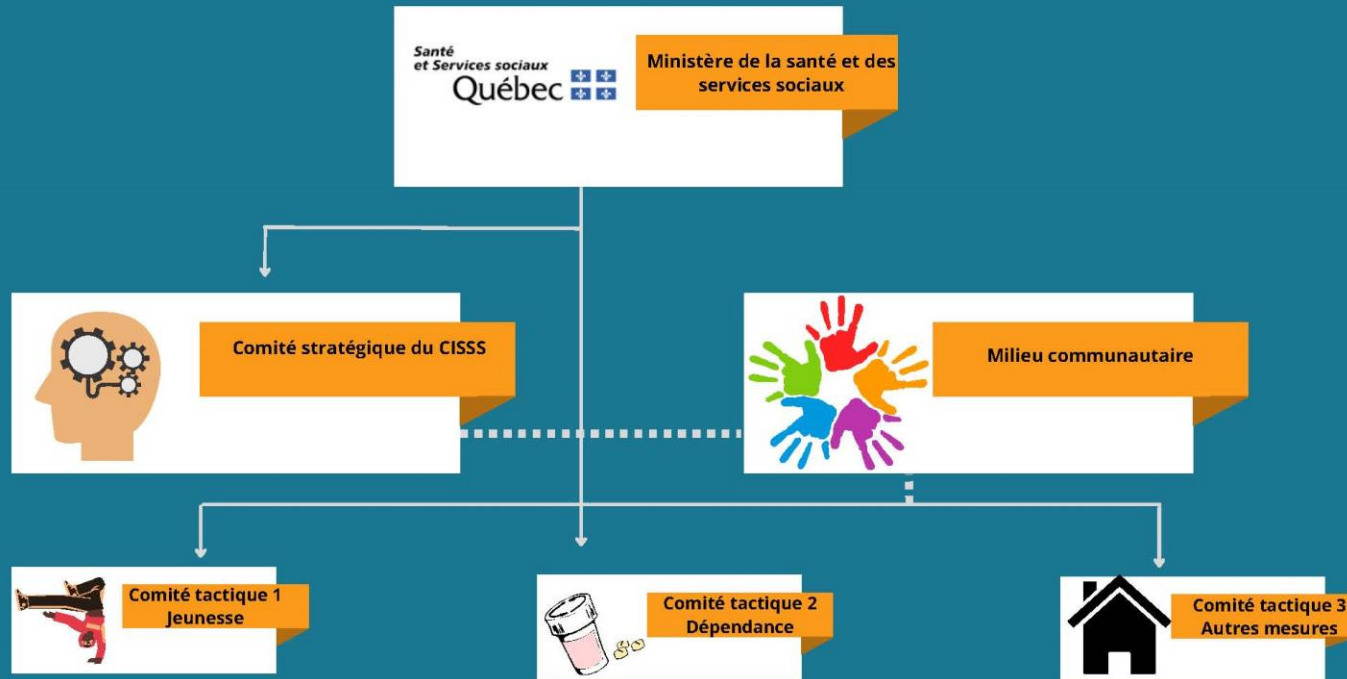 Santé
et Services sociaux
Québec
Ministère de la santé et des
services sociaux
Comité stratégique du CISSS
Milieu communautaire
Comité tactique 1
Jeunesse
Comité tactique 2
Dépendance
Comité tactique 3
Autres mesures